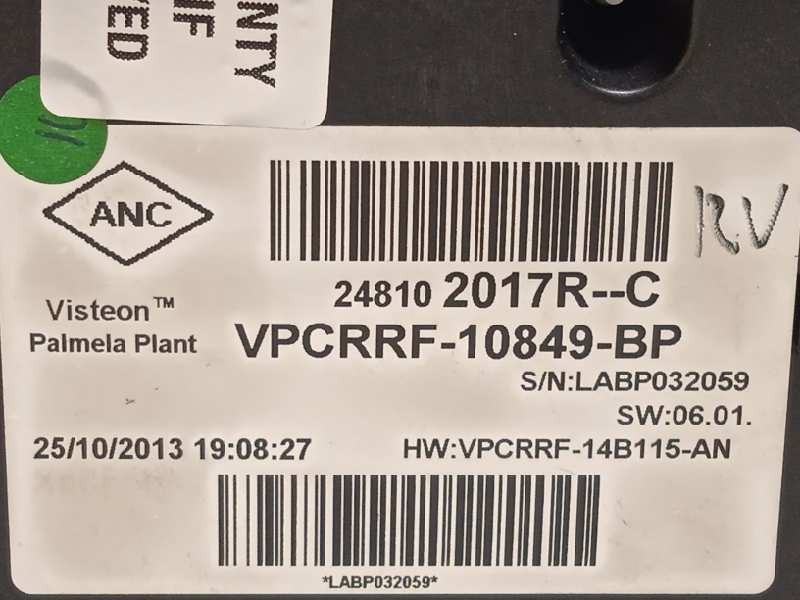 NTY
IF
VED
ANC
Visteon™
Palmela Plant
24810 2017R--C
VPCRRF-10849-BP
S/N:LABP032059
SW:06.01.
25/10/2013 19:08:27
HW:VPCRRF-14B115-AN
*LABP032059*
RV